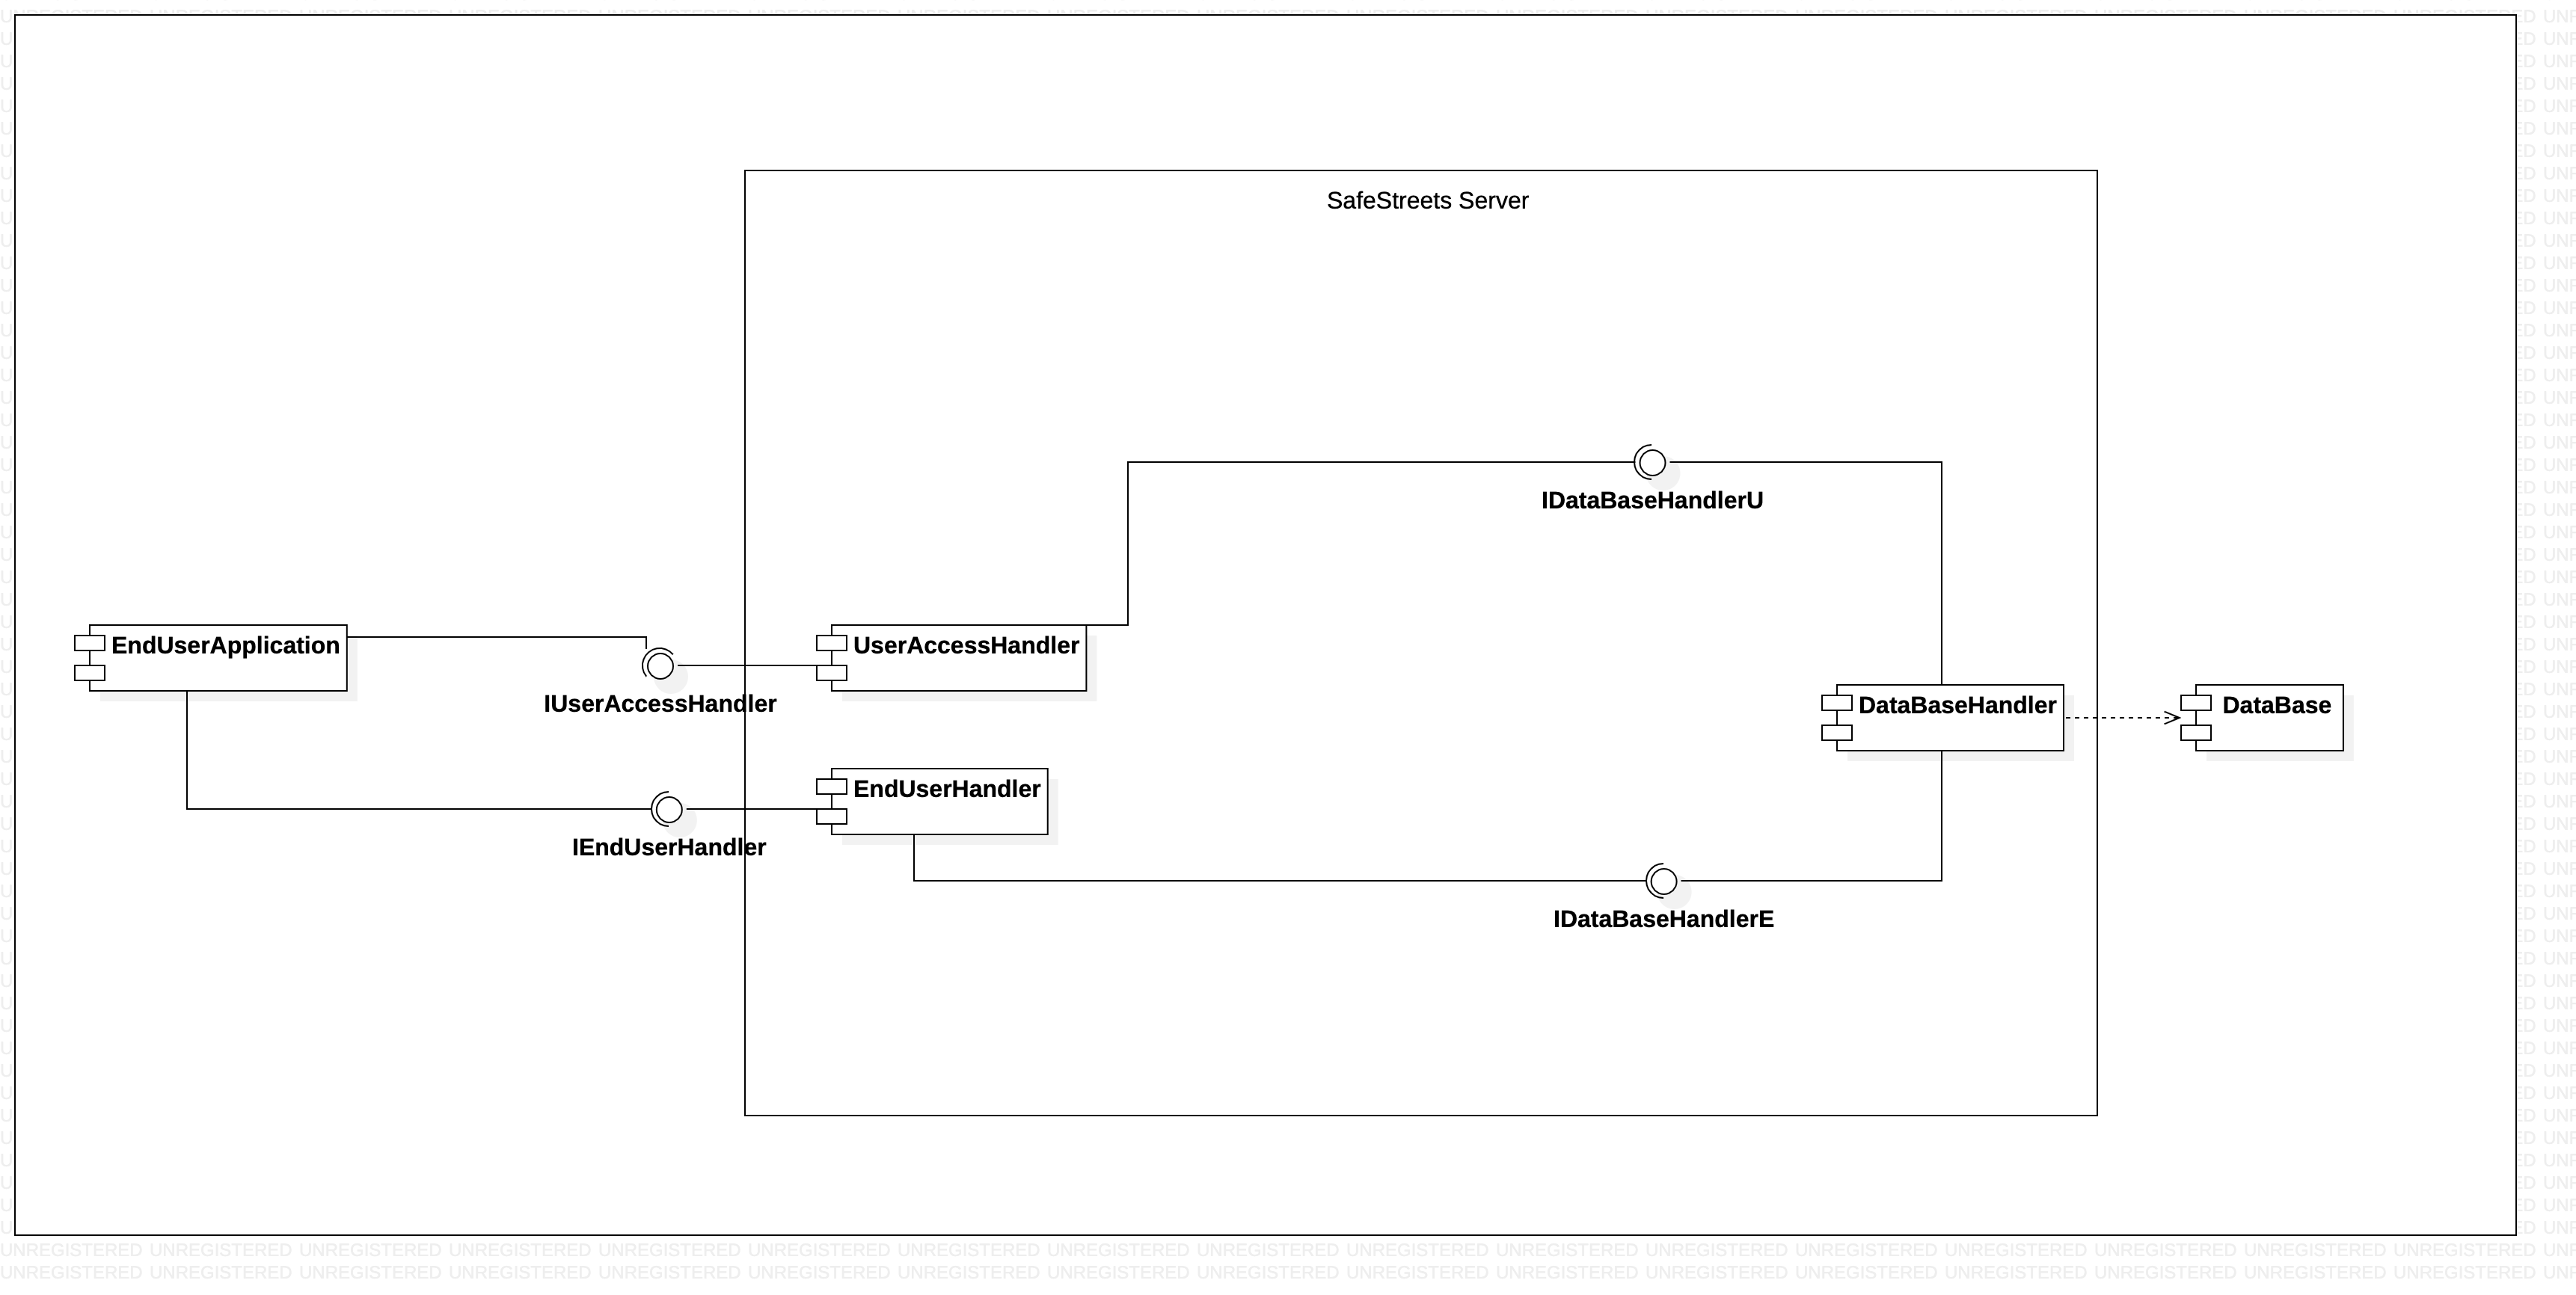 SafeStreets Server
IDataBaseHandlerU
EndUserApplication
UserAccessHandler
IUserAccessHandler
DataBaseHandler
DataBase
EndUserHandler
IEndUserHandler
IDataBaseHandlerE
UNREGISTERED UNREGISTERED UNREGISTERED UNREGISTERED UNREGISTERED UNREGISTERED UNREGISTERED UNREGISTERED UNREGISTERED UNREGISTERED UNREGISTERED UNREGISTERED UNREGISTERED UNREGISTERED UNREGISTERED UNREGISTERED UNREGISTERED UNR
UNREGISTERED UNREGISTERED UNREGISTERED UNREGISTERED UNREGISTERED UNREGISTERED UNREGISTERED UNREGISTERED UNREGISTERED UNREGISTERED UNREGISTERED UNREGISTERED UNREGISTERED UNREGISTERED UNREGISTERED UNREGISTERED UNREGISTERED UNR